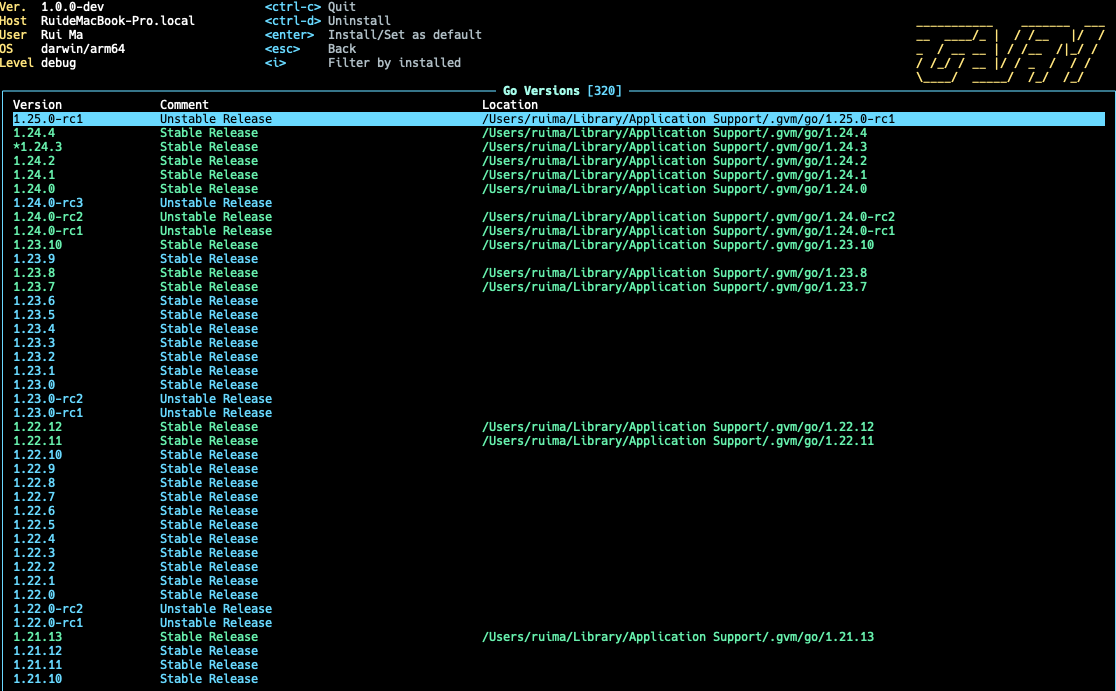 Ver. 1.0.0-dev <ctrl-c> Quit
Host RuideMacBook-Pro.local <ctrl-d> Uninstall
User Rui Ma <enter> Install/Set as default
OS darwin/arm64 <esc> Back
Level debug <i> Filter by installed
Go Versions [320]
Version Comment Location
1.25.0-rc1 Unstable Release /Users/ruima/Library/Application Support/.gvm/go/1.25.0-rc1
1.24.4 Stable Release /Users/ruima/Library/Application Support/.gvm/go/1.24.4
*1.24.3 Stable Release /Users/ruima/Library/Application Support/.gvm/go/1.24.3
1.24.2 Stable Release /Users/ruima/Library/Application Support/.gvm/go/1.24.2
1.24.1 Stable Release /Users/ruima/Library/Application Support/.gvm/go/1.24.1
1.24.0 Stable Release /Users/ruima/Library/Application Support/.gvm/go/1.24.0
1.24.0-rc3 Unstable Release
1.24.0-rc2 Unstable Release /Users/ruima/Library/Application Support/.gvm/go/1.24.0-rc2
1.24.0-rc1 Unstable Release /Users/ruima/Library/Application Support/.gvm/go/1.24.0-rc1
1.23.10 Stable Release /Users/ruima/Library/Application Support/.gvm/go/1.23.10
1.23.9 Stable Release
1.23.8 Stable Release /Users/ruima/Library/Application Support/.gvm/go/1.23.8
1.23.7 Stable Release /Users/ruima/Library/Application Support/.gvm/go/1.23.7
1.23.6 Stable Release
1.23.5 Stable Release
1.23.4 Stable Release
1.23.3 Stable Release
1.23.2 Stable Release
1.23.1 Stable Release
1.23.0 Stable Release
1.23.0-rc2 Unstable Release
1.23.0-rc1 Unstable Release
1.22.12 Stable Release /Users/ruima/Library/Application Support/.gvm/go/1.22.12
1.22.11 Stable Release /Users/ruima/Library/Application Support/.gvm/go/1.22.11
1.22.10 Stable Release
1.22.9 Stable Release
1.22.8 Stable Release
1.22.7 Stable Release
1.22.6 Stable Release
1.22.5 Stable Release
1.22.4 Stable Release
1.22.3 Stable Release
1.22.2 Stable Release
1.22.1 Stable Release
1.22.0 Stable Release
1.22.0-rc2 Unstable Release
1.22.0-rc1 Unstable Release
1.21.13 Stable Release /Users/ruima/Library/Application Support/.gvm/go/1.21.13
1.21.12 Stable Release
1.21.11 Stable Release
1.21.10 Stable Release